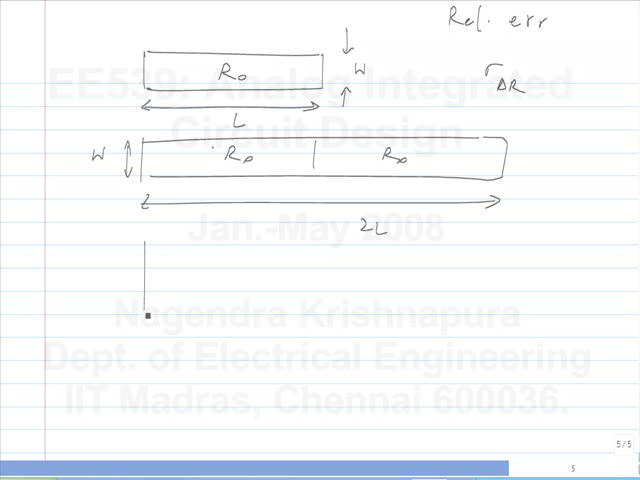 Rel. err
R₀
W
σ_ΔR
L
W
R₀
R₀
2L
EE539: Analog Integrated
Circuit Design
Jan.-May 2008
Nagendra Krishnapura
Dept. of Electrical Engineering
IIT Madras, Chennai 600036.
5/5
5